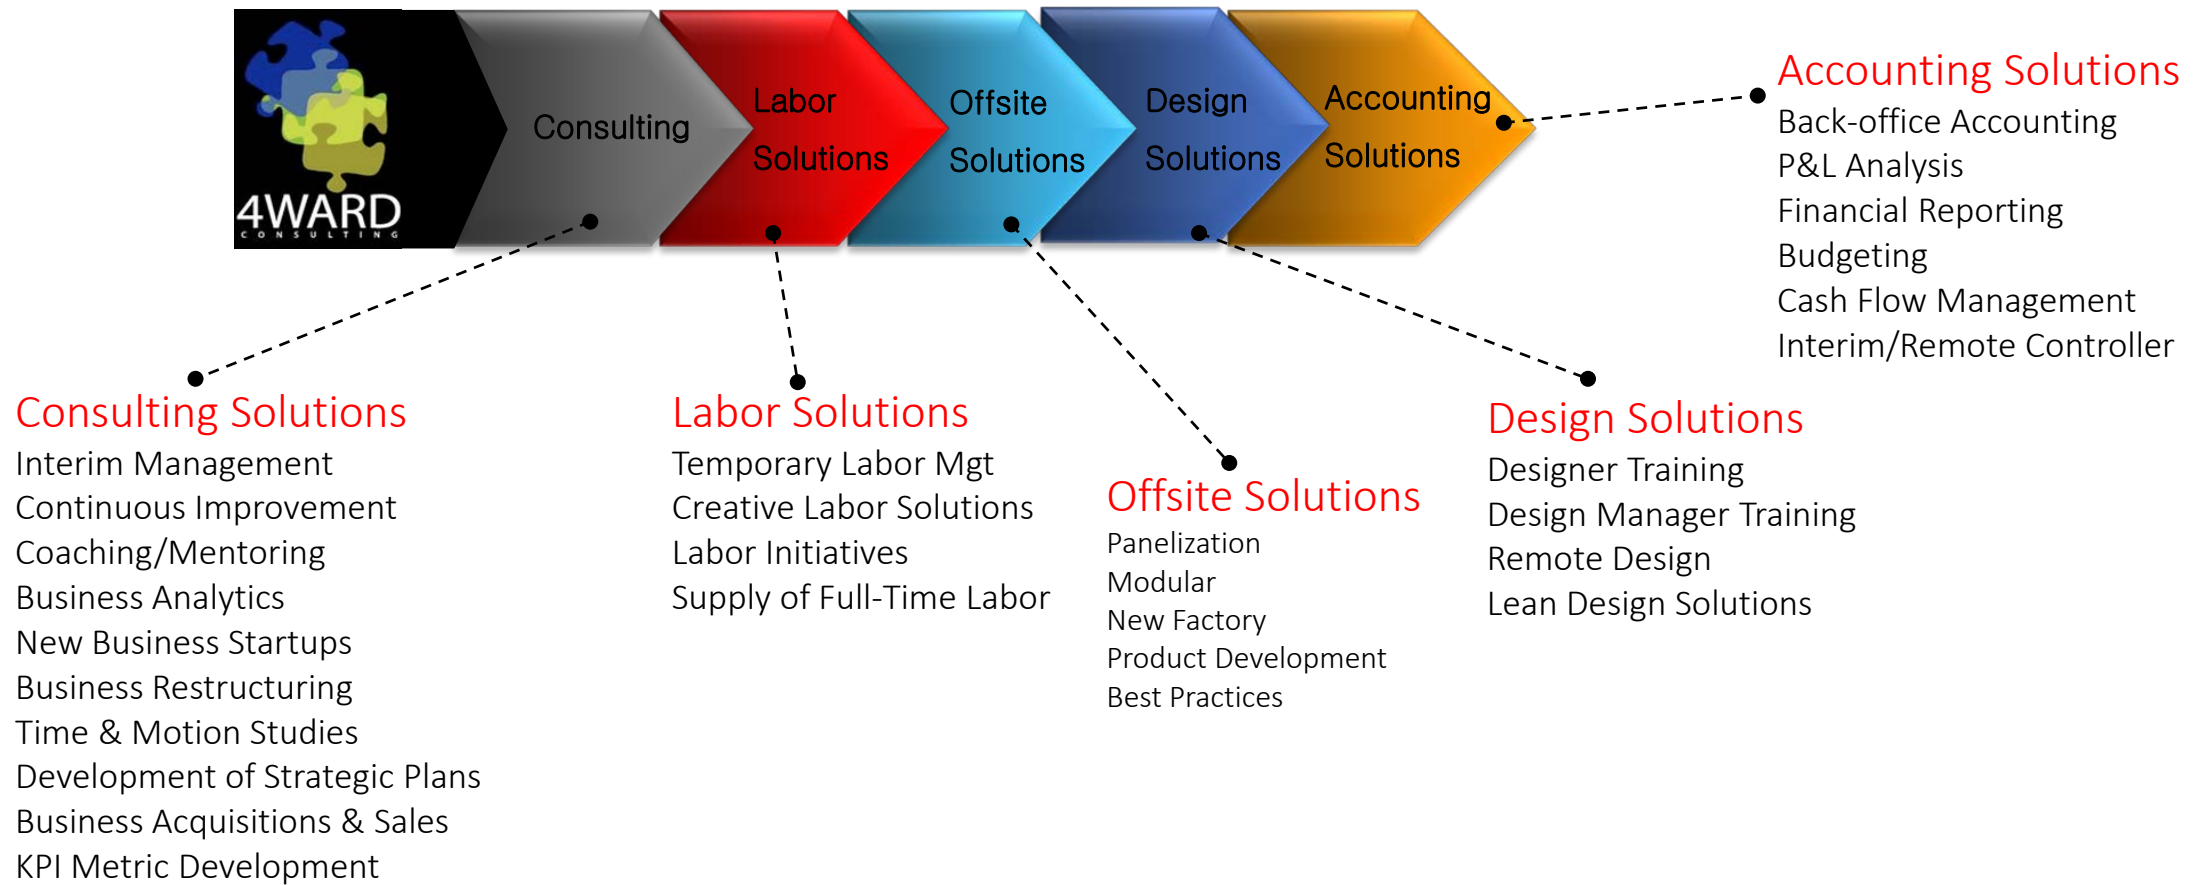 4WARD
CONSULTING
Consulting
Labor
Solutions
Offsite
Solutions
Design
Solutions
Accounting
Solutions
Accounting Solutions
Back-office Accounting
P&L Analysis
Financial Reporting
Budgeting
Cash Flow Management
Interim/Remote Controller
Consulting Solutions
Interim Management
Continuous Improvement
Coaching/Mentoring
Business Analytics
New Business Startups
Business Restructuring
Time & Motion Studies
Development of Strategic Plans
Business Acquisitions & Sales
KPI Metric Development
Labor Solutions
Temporary Labor Mgt
Creative Labor Solutions
Labor Initiatives
Supply of Full-Time Labor
Offsite Solutions
Panelization
Modular
New Factory
Product Development
Best Practices
Design Solutions
Designer Training
Design Manager Training
Remote Design
Lean Design Solutions